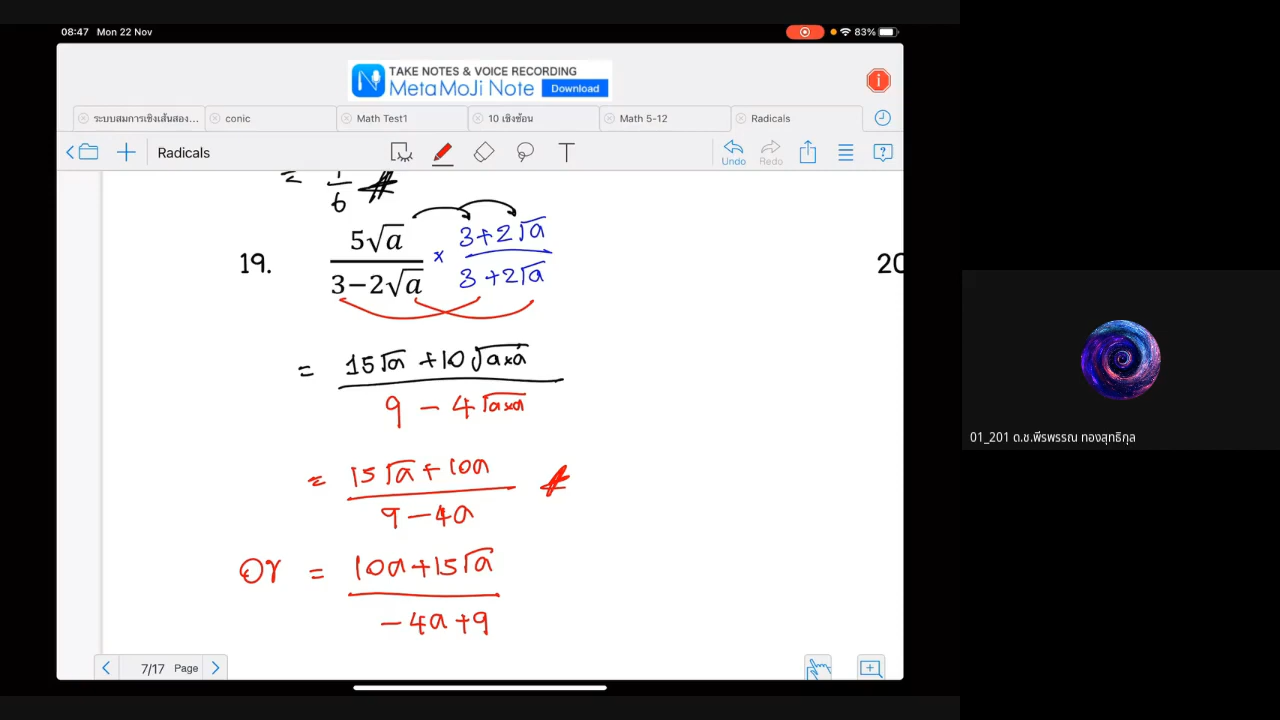 08:47 Mon 22 Nov
83%
TAKE NOTES & VOICE RECORDING
MetaMoJi Note Download
ระบบสมการเชิงเส้นสอง... conic Math Test1 10 เชิงซ้อน Math 5-12 Radicals
Radicals
Undo Redo
= 1/6 #
19. 5√a/(3−2√a) × (3+2√a)/(3+2√a)
20
= (15√a + 10√a×a)/(9 − 4√a×a)
= (15√a + 10a)/(9 − 4a) #
or = (10a + 15√a)/(−4a + 9)
7/17 Page
01_201 ด.ช.พีรพรรณ ทองสุทธิกุล